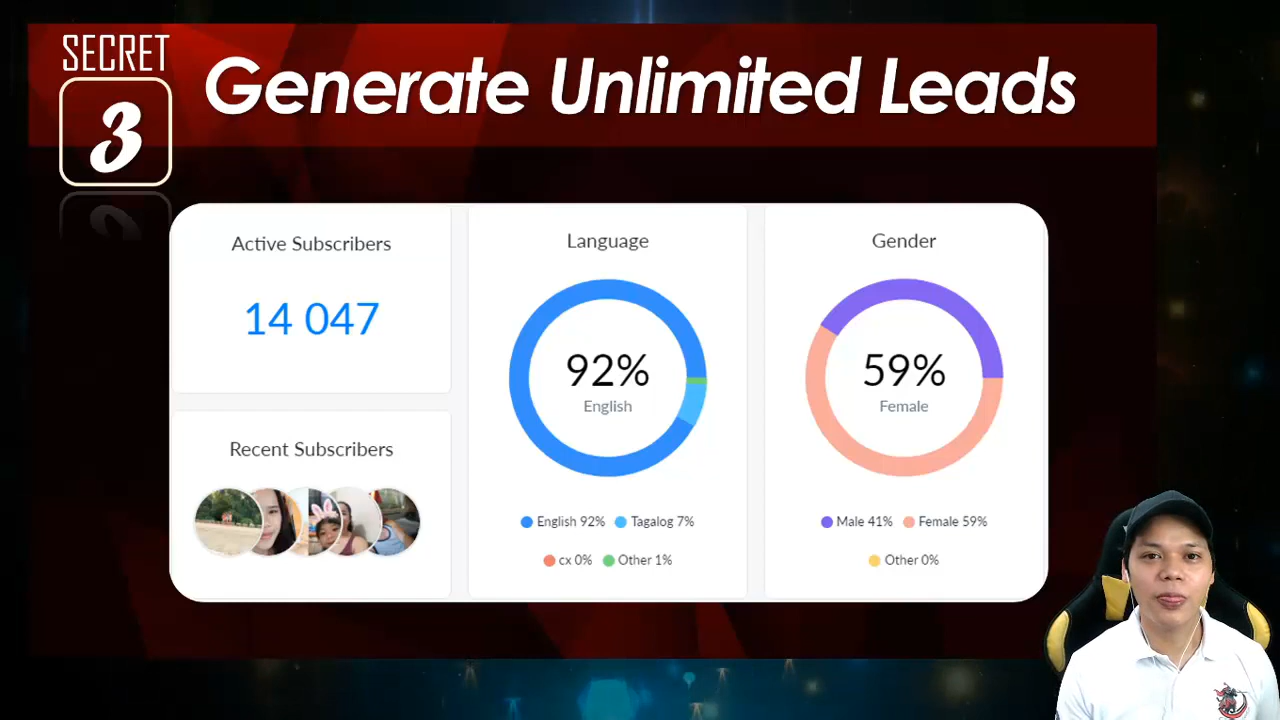 SECRET
3
Generate Unlimited Leads
Active Subscribers
14 047
Recent Subscribers
Language
92%
English
English 92% Tagalog 7%
cx 0% Other 1%
Gender
59%
Female
Male 41% Female 59%
Other 0%